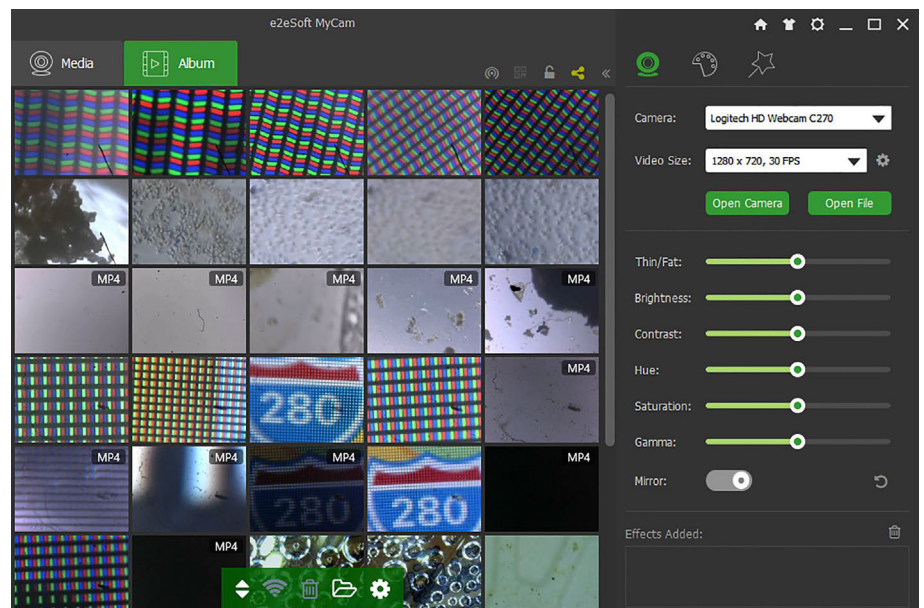 e2eSoft MyCam
Media
Album
Camera:
Logitech HD Webcam C270
Video Size:
1280 x 720, 30 FPS
Open Camera
Open File
Thin/Fat:
Brightness:
Contrast:
Hue:
Saturation:
Gamma:
Mirror:
Effects Added:
MP4
MP4
MP4
MP4
MP4
280
MP4
MP4
MP4
MP4
280
280
MP4
MP4